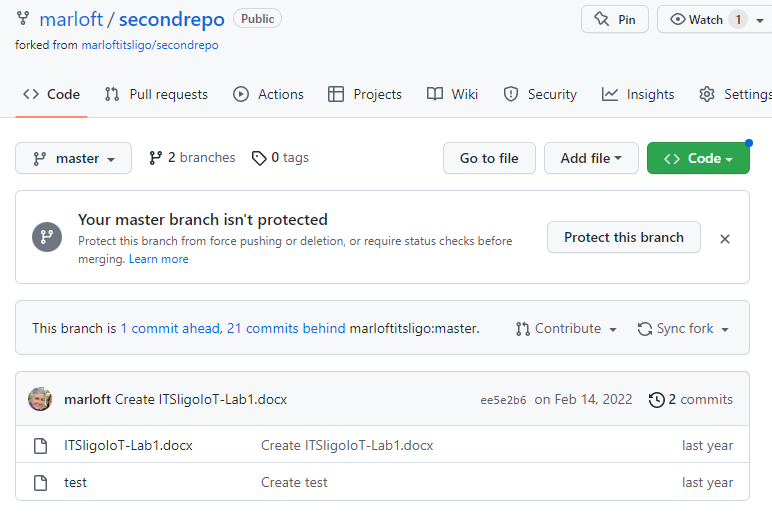 marloft / secondrepo Public
Pin
Watch 1
forked from marloftitsligo/secondrepo
Code Pull requests Actions Projects Wiki Security Insights Settings
master 2 branches 0 tags Go to file Add file Code
Your master branch isn't protected
Protect this branch from force pushing or deletion, or require status checks before
merging. Learn more
Protect this branch
This branch is 1 commit ahead, 21 commits behind marloftitsligo:master. Contribute Sync fork
marloft Create ITSligoIoT-Lab1.docx ee5e2b6 on Feb 14, 2022 2 commits
ITSligoIoT-Lab1.docx Create ITSligoIoT-Lab1.docx last year
test Create test last year